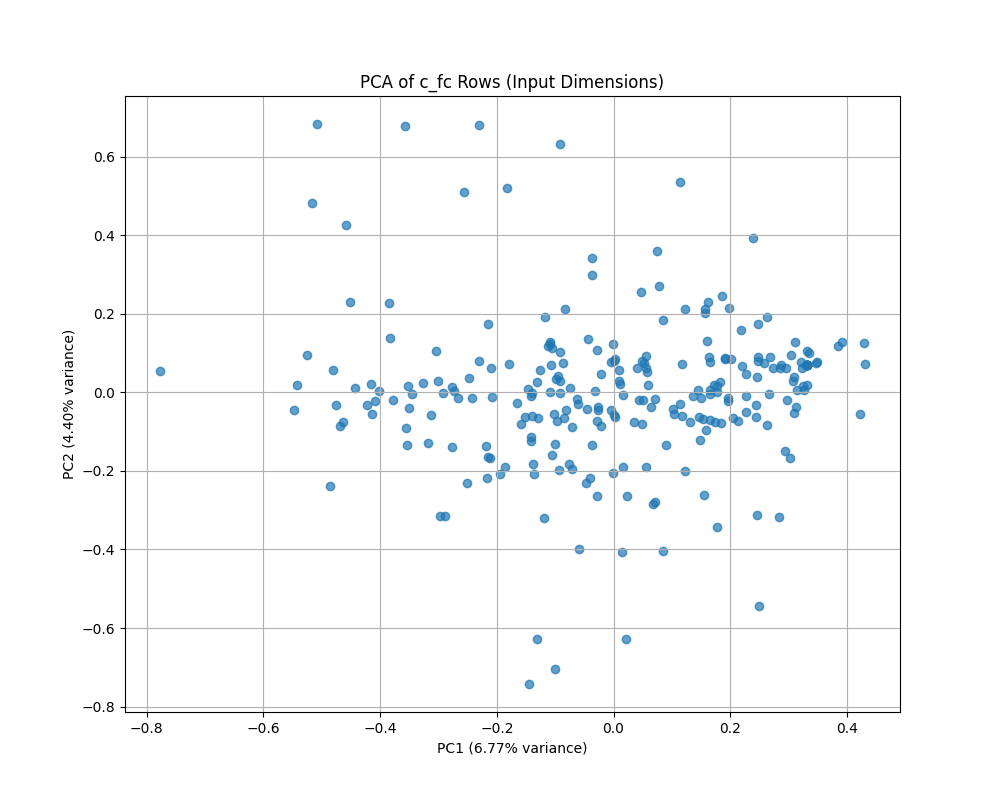 PCA of c_fc Rows (Input Dimensions)
PC2 (4.40% variance)
0.6
0.4
0.2
0.0
−0.2
−0.4
−0.6
−0.8
−0.8 −0.6 −0.4 −0.2 0.0 0.2 0.4
PC1 (6.77% variance)